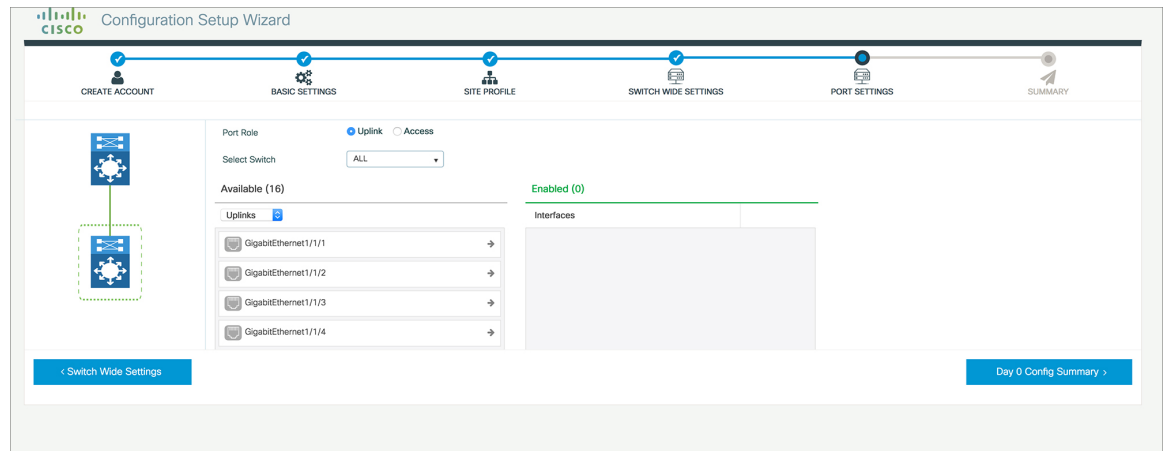 CISCO
Configuration Setup Wizard
CREATE ACCOUNT
BASIC SETTINGS
SITE PROFILE
SWITCH WIDE SETTINGS
PORT SETTINGS
SUMMARY
Port Role
Uplink
Access
Select Switch
ALL
Available (16)
Enabled (0)
Uplinks
Interfaces
GigabitEthernet1/1/1
GigabitEthernet1/1/2
GigabitEthernet1/1/3
GigabitEthernet1/1/4
< Switch Wide Settings
Day 0 Config Summary >